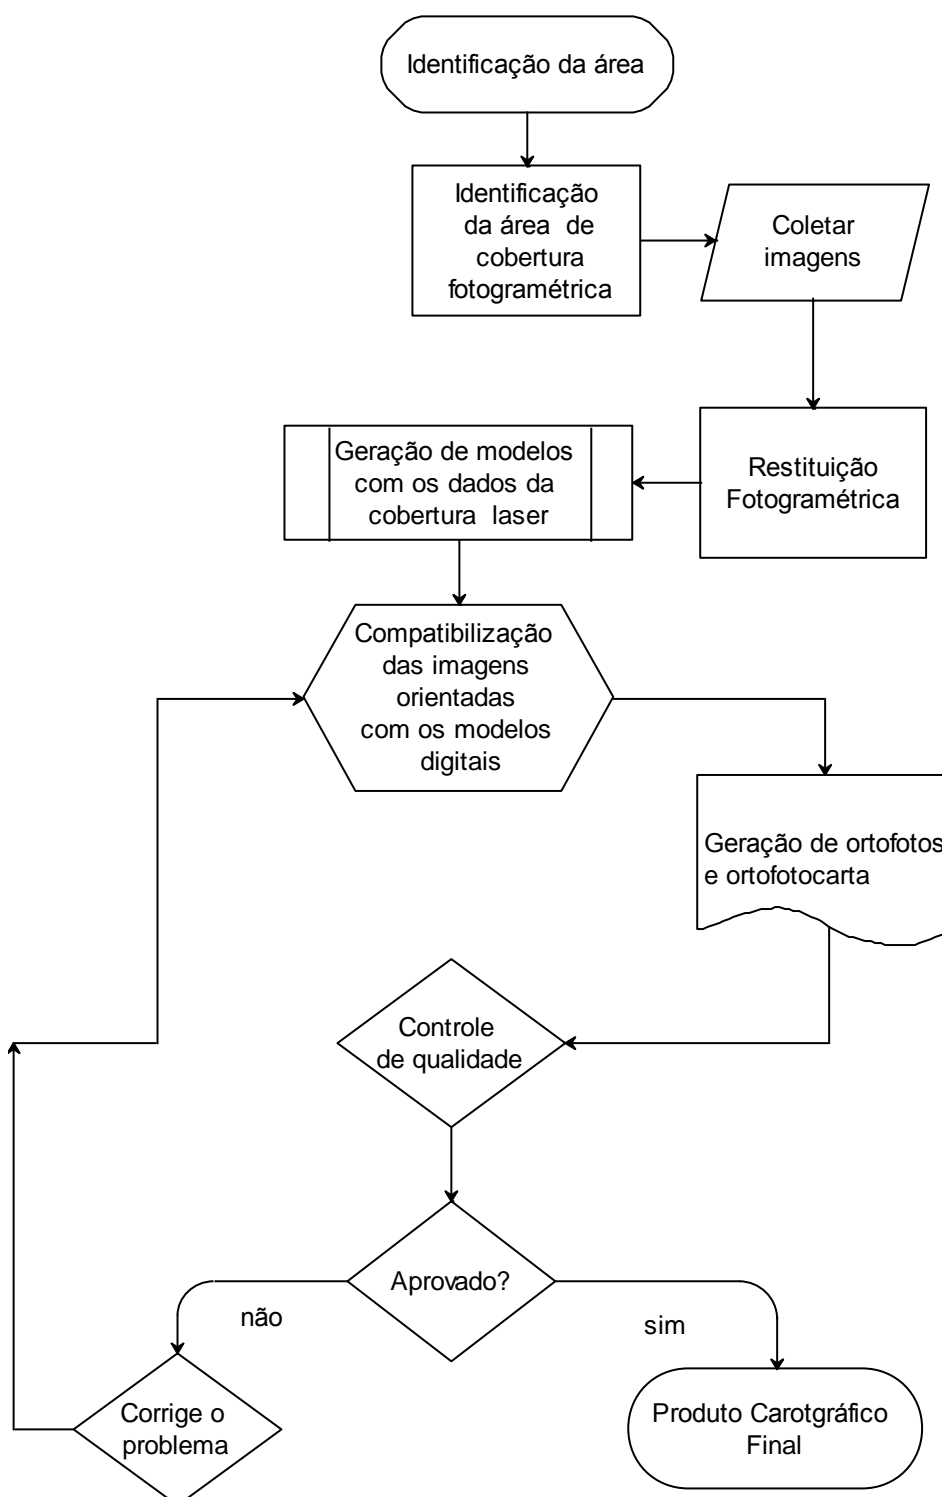 Identificação da área
Identificação
da área de
cobertura
fotogramétrica
Coletar
imagens
Restituição
Fotogramétrica
Geração de modelos
com os dados da
cobertura laser
Compatibilização
das imagens
orientadas
com os modelos
digitais
Geração de ortofotos
e ortofotocarta
Controle
de qualidade
Aprovado?
não
sim
Corrige o
problema
Produto Carotgráfico
Final